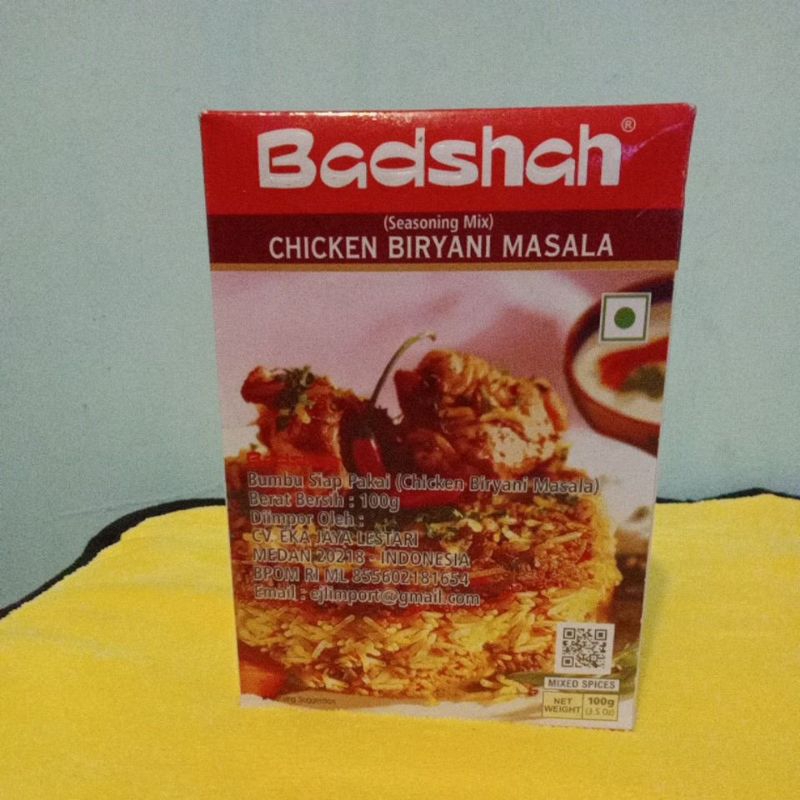 Badshah®
(Seasoning Mix)
CHICKEN BIRYANI MASALA
Bumbu Siap Pakai (Chicken Biryani Masala)
Berat Bersih : 100g
Diimpor Oleh :
CV. EKA JAYA LESTARI
MEDAN 20218 - INDONESIA
BPOM RI ML 855602181654
Email : ejlimport@gmail.com
MIXED SPICES
NET WEIGHT 100g (3.5 Oz)
Suggestion